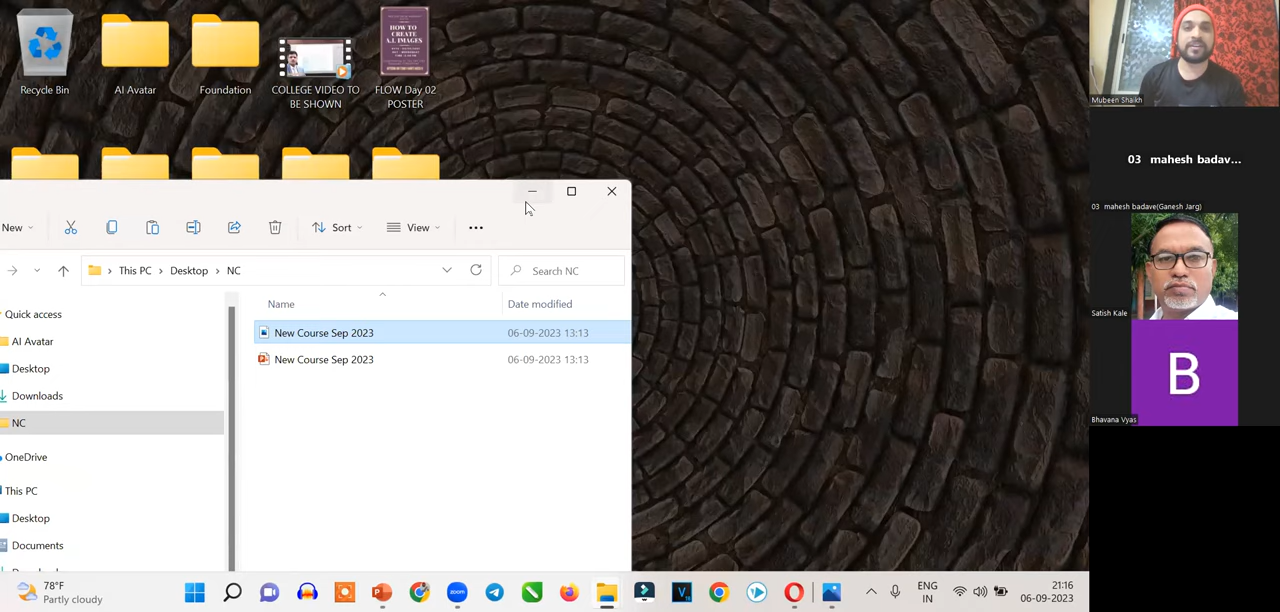 Recycle Bin
AI Avatar
Foundation
COLLEGE VIDEO TO
BE SHOWN
FLOW Day 02
POSTER
HOW TO
CREATE
A.I. IMAGES
New
Sort
View
This PC
Desktop
NC
Search NC
Name
Date modified
Quick access
AI Avatar
Desktop
Downloads
NC
OneDrive
This PC
Desktop
Documents
New Course Sep 2023
06-09-2023 13:13
New Course Sep 2023
06-09-2023 13:13
Mubeen Shaikh
03 mahesh badav...
03 mahesh badave(Ganesh Jarg)
Satish Kale
B
Bhavana Vyas
78°F
Partly cloudy
zoom
ENG
IN
21:16
06-09-2023